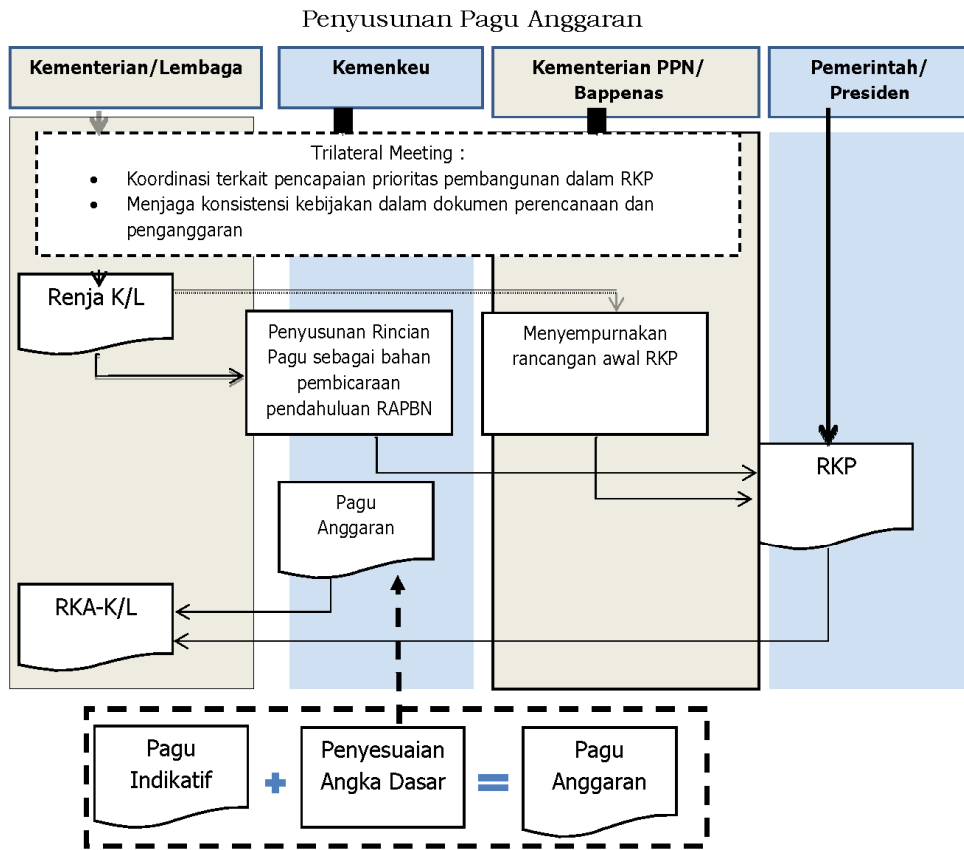 Penyusunan Pagu Anggaran
Kementerian/Lembaga
Kemenkeu
Kementerian PPN/
Bappenas
Pemerintah/
Presiden
Trilateral Meeting :
• Koordinasi terkait pencapaian prioritas pembangunan dalam RKP
• Menjaga konsistensi kebijakan dalam dokumen perencanaan dan
penganggaran
Renja K/L
Penyusunan Rincian
Pagu sebagai bahan
pembicaraan
pendahuluan RAPBN
Menyempurnakan
rancangan awal RKP
RKP
Pagu
Anggaran
RKA-K/L
Pagu
Indikatif
+
Penyesuaian
Angka Dasar
=
Pagu
Anggaran